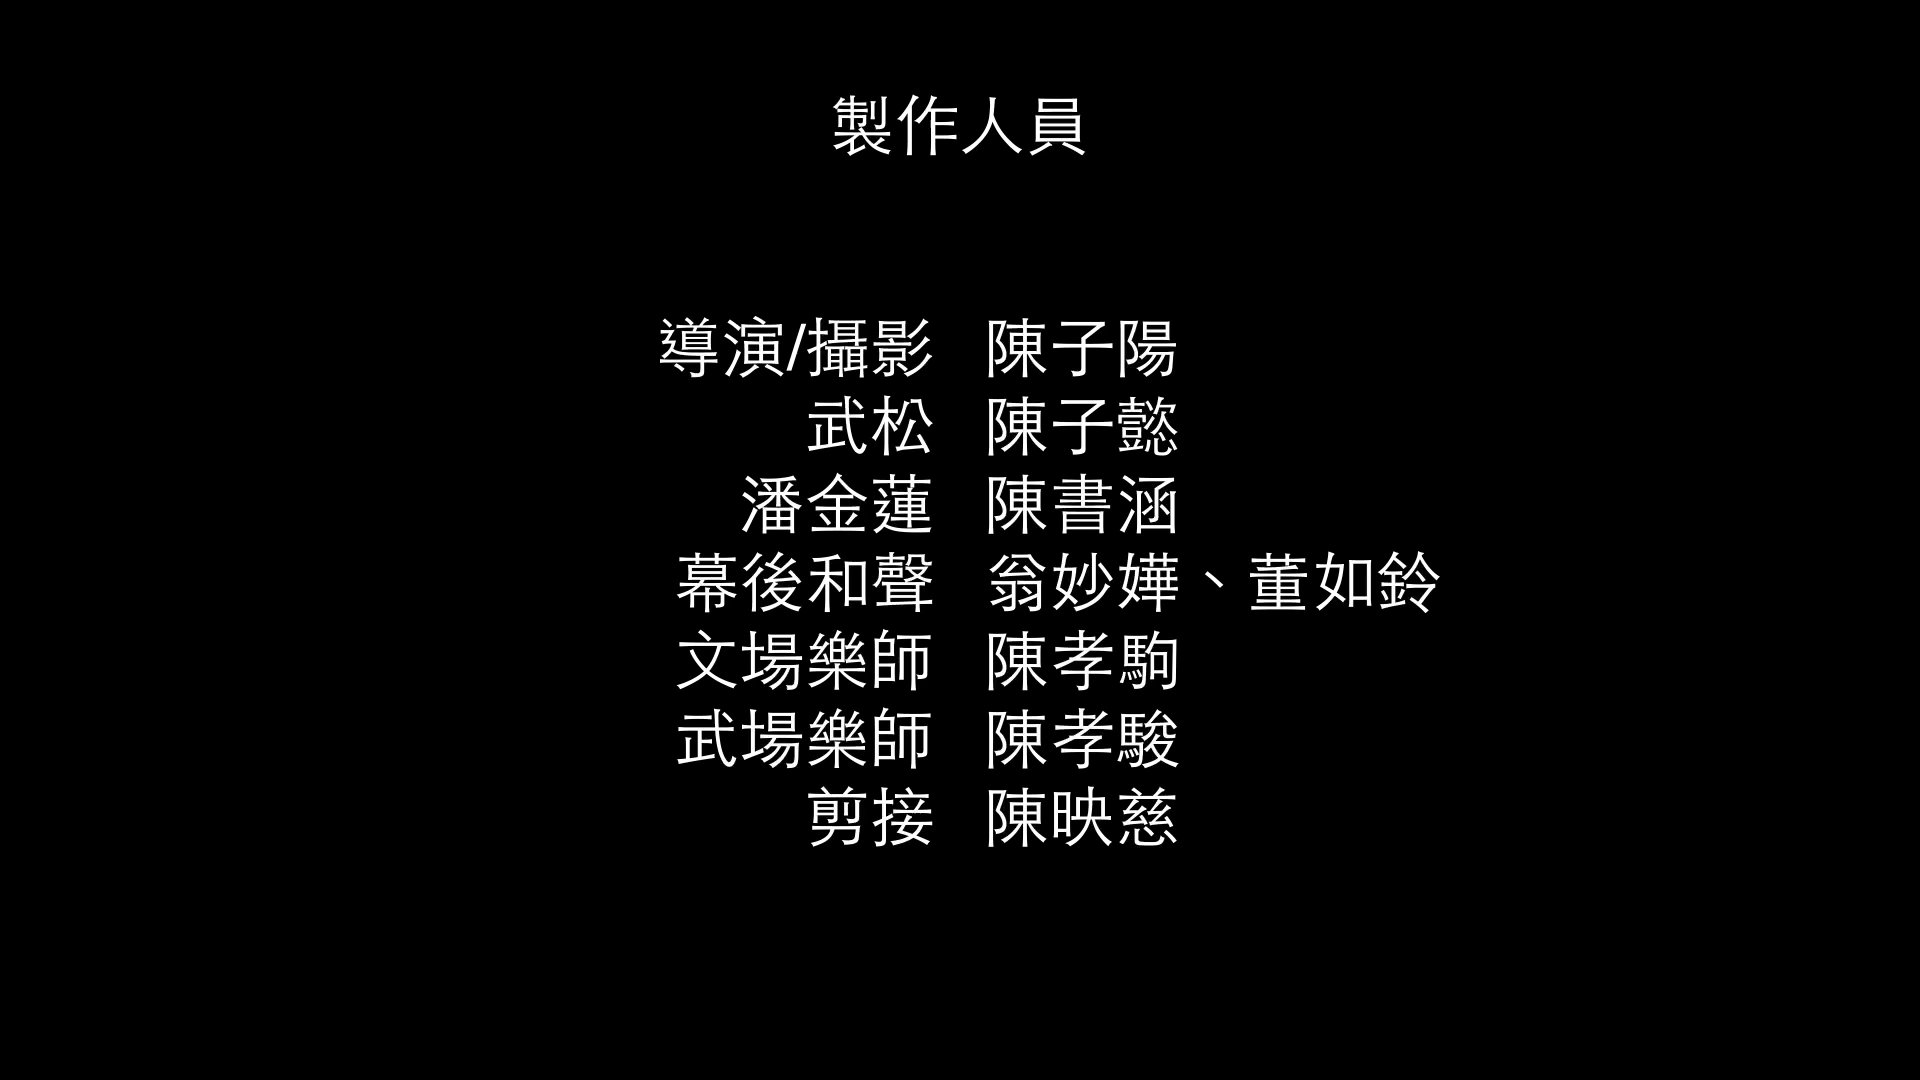 製作人員
導演/攝影 陳子陽
武松 陳子懿
潘金蓮 陳書涵
幕後和聲 翁妙嬅、董如鈴
文場樂師 陳孝駒
武場樂師 陳孝駿
剪接 陳映慈